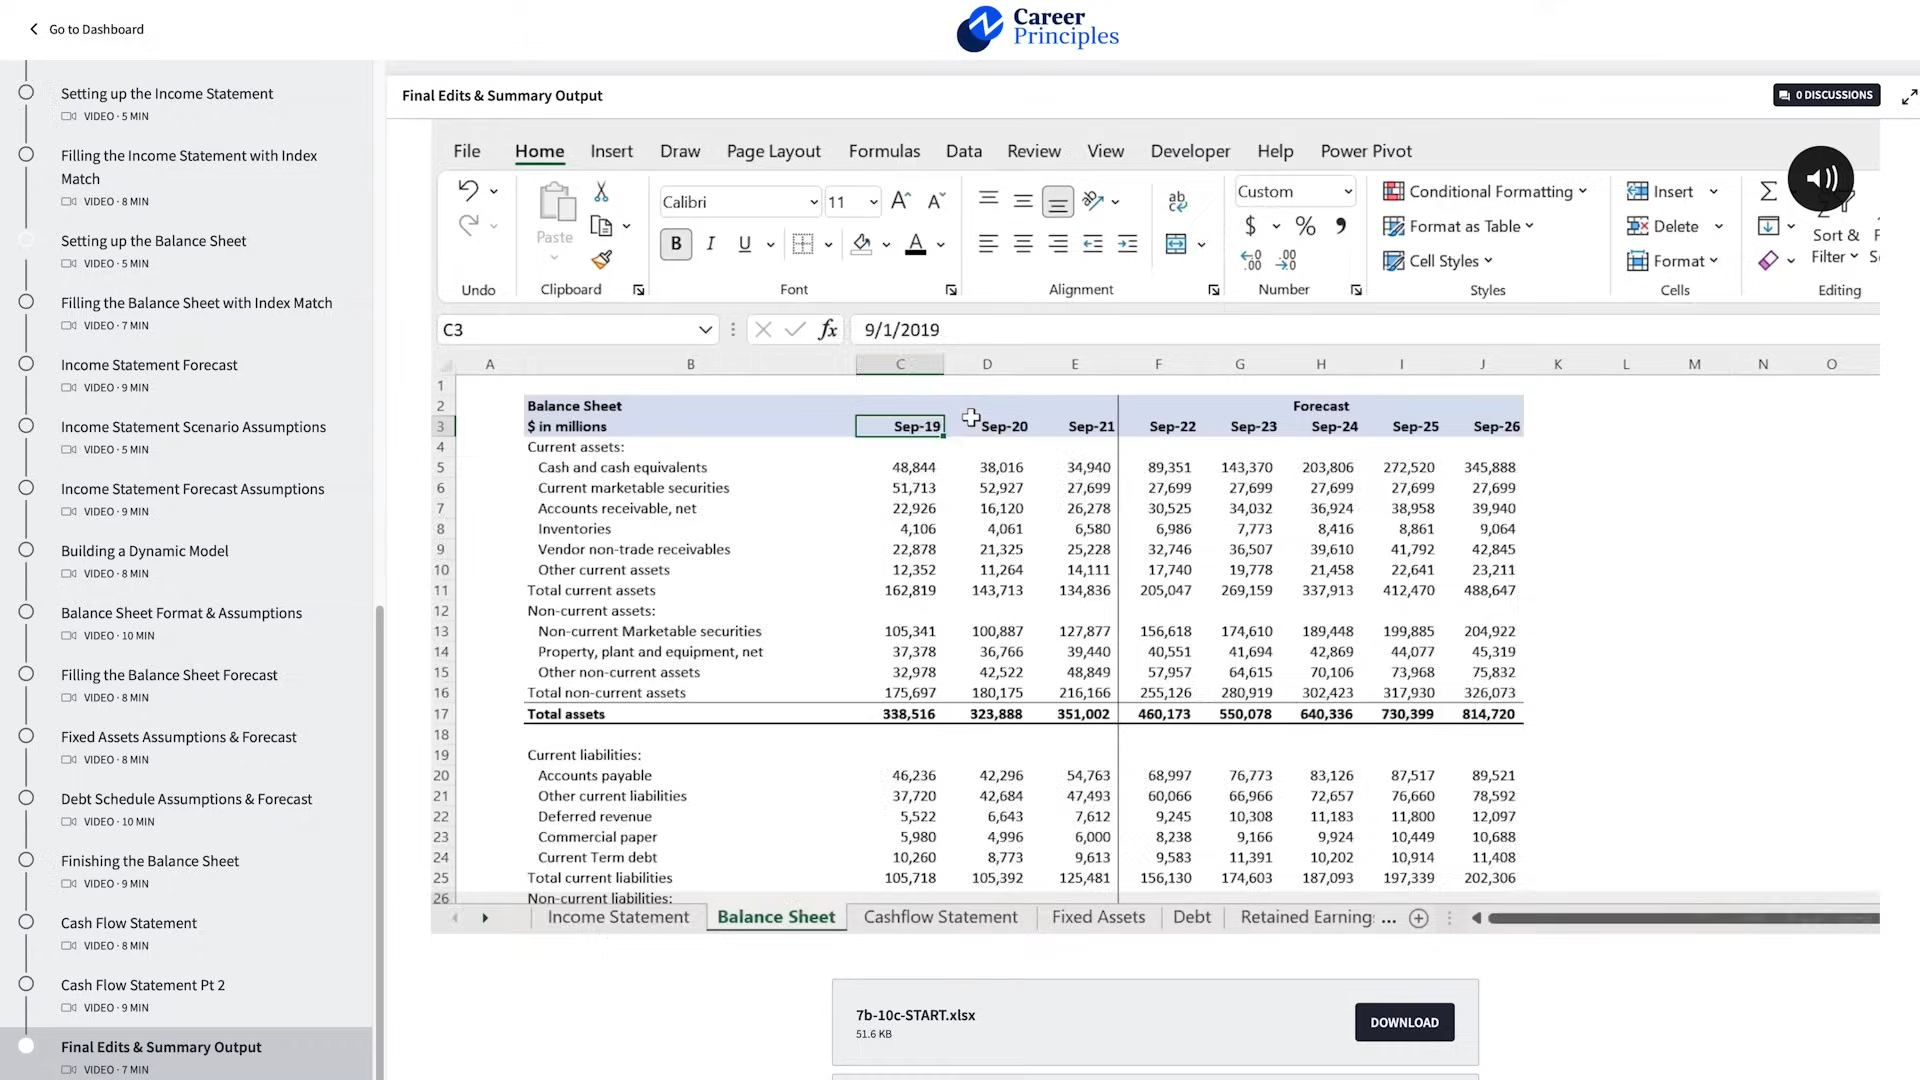 Go to Dashboard
Career
Principles
Setting up the Income Statement
VIDEO · 5 MIN
Filling the Income Statement with Index
Match
VIDEO · 8 MIN
Setting up the Balance Sheet
VIDEO · 5 MIN
Filling the Balance Sheet with Index Match
VIDEO · 7 MIN
Income Statement Forecast
VIDEO · 9 MIN
Income Statement Scenario Assumptions
VIDEO · 5 MIN
Income Statement Forecast Assumptions
VIDEO · 9 MIN
Building a Dynamic Model
VIDEO · 8 MIN
Balance Sheet Format & Assumptions
VIDEO · 10 MIN
Filling the Balance Sheet Forecast
VIDEO · 8 MIN
Fixed Assets Assumptions & Forecast
VIDEO · 8 MIN
Debt Schedule Assumptions & Forecast
VIDEO · 10 MIN
Finishing the Balance Sheet
VIDEO · 9 MIN
Cash Flow Statement
VIDEO · 8 MIN
Cash Flow Statement Pt 2
VIDEO · 9 MIN
Final Edits & Summary Output
VIDEO · 7 MIN
Final Edits & Summary Output
0 DISCUSSIONS
File Home Insert Draw Page Layout Formulas Data Review View Developer Help Power Pivot
Calibri 11 Custom Conditional Formatting Insert
Paste Format as Table Delete Sort &
Cell Styles Format Filter
Undo Clipboard Font Alignment Number Styles Cells Editing
C3 fx 9/1/2019
A B C D E F G H I J K L M N O
1
2 Balance Sheet Forecast
3 $ in millions Sep-19 Sep-20 Sep-21 Sep-22 Sep-23 Sep-24 Sep-25 Sep-26
4 Current assets:
5 Cash and cash equivalents 48,844 38,016 34,940 89,351 143,370 203,806 272,520 345,888
6 Current marketable securities 51,713 52,927 27,699 27,699 27,699 27,699 27,699 27,699
7 Accounts receivable, net 22,926 16,120 26,278 30,525 34,032 36,924 38,958 39,940
8 Inventories 4,106 4,061 6,580 6,986 7,773 8,416 8,861 9,064
9 Vendor non-trade receivables 22,878 21,325 25,228 32,746 36,507 39,610 41,792 42,845
10 Other current assets 12,352 11,264 14,111 17,740 19,778 21,458 22,641 23,211
11 Total current assets 162,819 143,713 134,836 205,047 269,159 337,913 412,470 488,647
12 Non-current assets:
13 Non-current Marketable securities 105,341 100,887 127,877 156,618 174,610 189,448 199,885 204,922
14 Property, plant and equipment, net 37,378 36,766 39,440 40,551 41,694 42,869 44,077 45,319
15 Other non-current assets 32,978 42,522 48,849 57,957 64,615 70,106 73,968 75,832
16 Total non-current assets 175,697 180,175 216,166 255,126 280,919 302,423 317,930 326,073
17 Total assets 338,516 323,888 351,002 460,173 550,078 640,336 730,399 814,720
18
19 Current liabilities:
20 Accounts payable 46,236 42,296 54,763 68,997 76,773 83,126 87,517 89,521
21 Other current liabilities 37,720 42,684 47,493 60,066 66,966 72,657 76,660 78,592
22 Deferred revenue 5,522 6,643 7,612 9,245 10,308 11,183 11,800 12,097
23 Commercial paper 5,980 4,996 6,000 8,238 9,166 9,924 10,449 10,688
24 Current Term debt 10,260 8,773 9,613 9,583 11,391 10,202 10,914 11,408
25 Total current liabilities 105,718 105,392 125,481 156,130 174,603 187,093 197,339 202,306
26 Non-current liabilities:
Income Statement Balance Sheet Cashflow Statement Fixed Assets Debt Retained Earning ...
7b-10c-START.xlsx
51.6 KB
DOWNLOAD